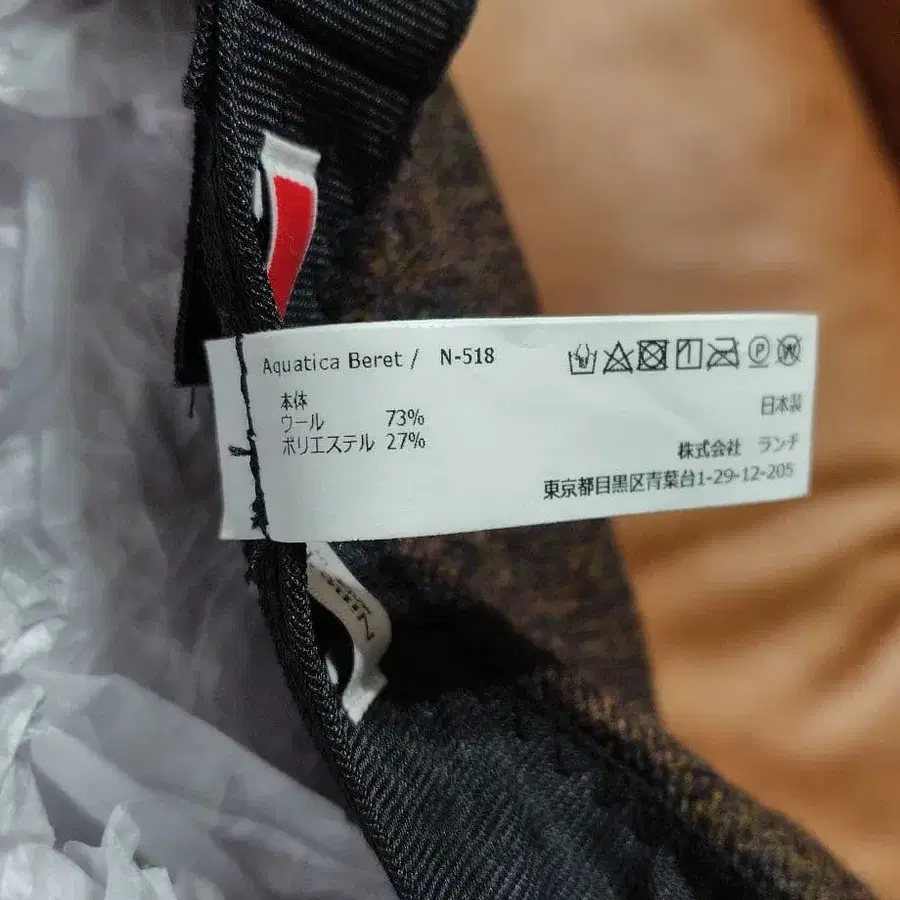 Aquatica Beret / N-518
本体
ウール 73%
ポリエステル 27%
日本製
株式会社 ランチ
東京都目黒区青葉台1-29-12-205